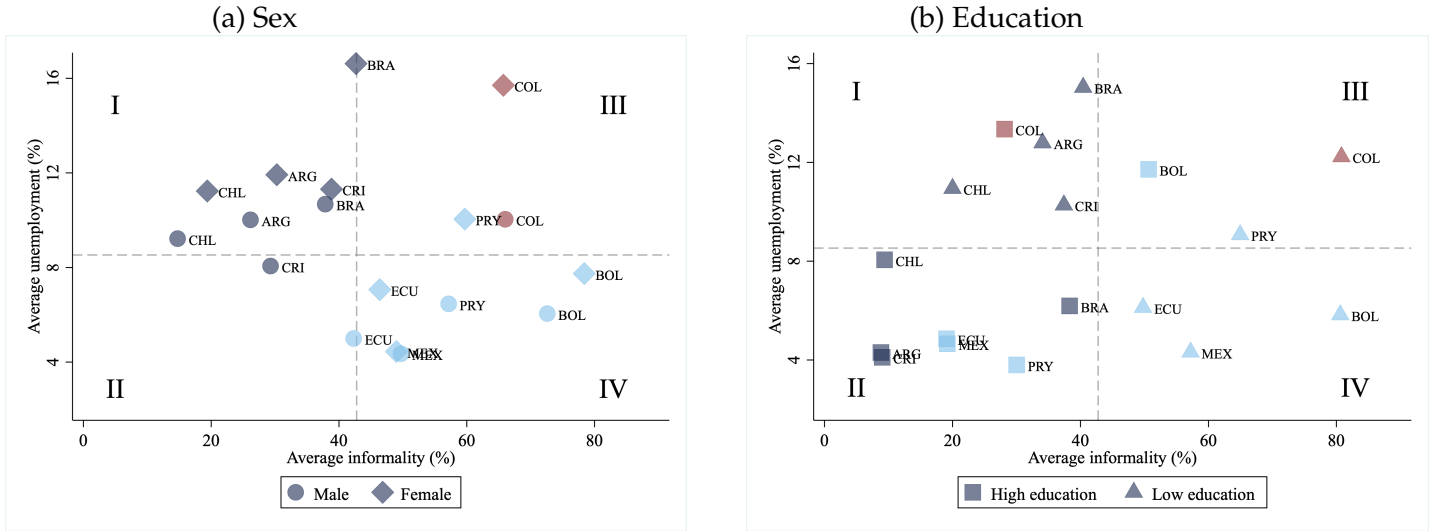 (a) Sex
Average unemployment (%)
16
12
8
4
I
III
II
IV
BRA
COL
CHL
ARG
CRI
BRA
ARG
CHL
PRY
COL
CRI
BOL
ECU
PRY
BOL
ECU
MEX
MEX
0 20 40 60 80
Average informality (%)
Male Female
(b) Education
Average unemployment (%)
16
12
8
4
I
III
II
IV
BRA
COL
ARG
COL
BOL
CHL
CRI
PRY
CHL
BRA
ECU
BOL
ECU
MEX
ARG
CRI
MEX
PRY
0 20 40 60 80
Average informality (%)
High education Low education